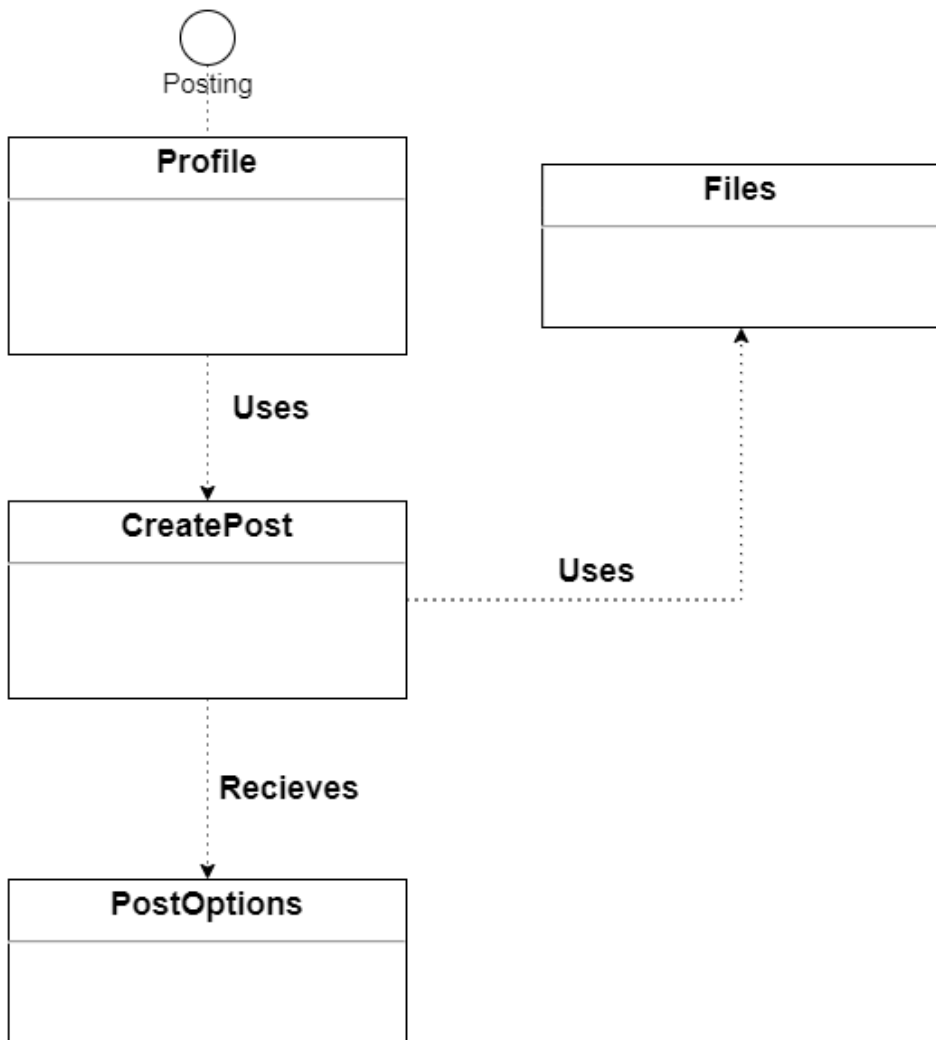 Posting
Profile
Files
Uses
CreatePost
Uses
Recieves
PostOptions